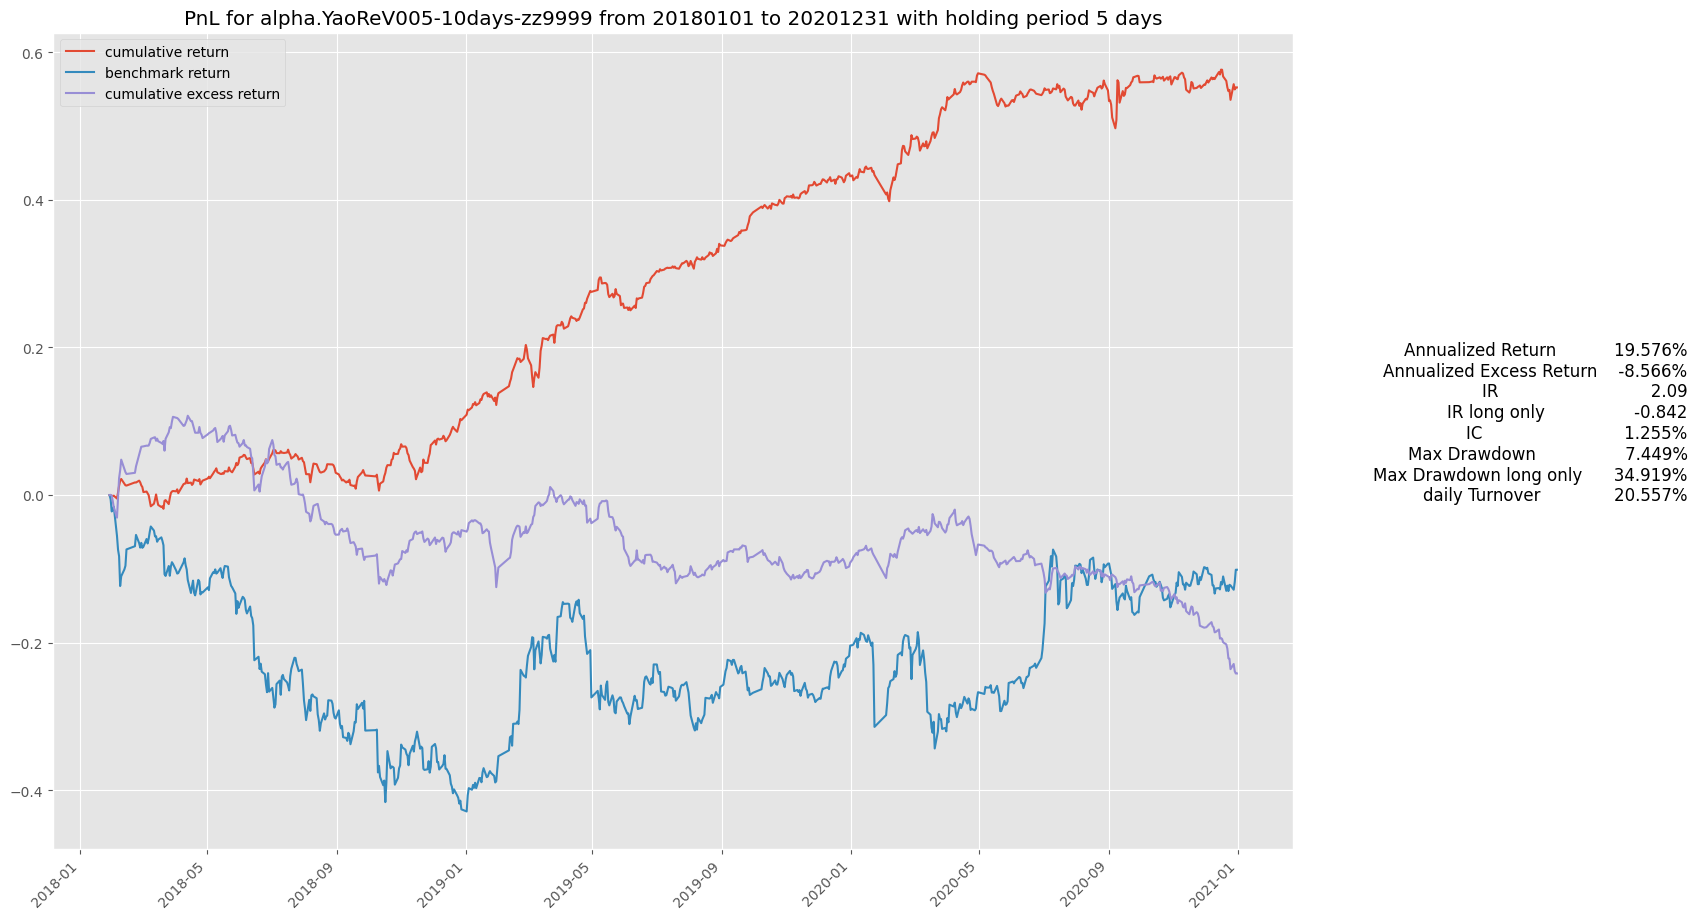 PnL for alpha.YaoReV005-10days-zz9999 from 20180101 to 20201231 with holding period 5 days
cumulative return
benchmark return
cumulative excess return
0.6
0.4
0.2
0.0
−0.2
−0.4
2018-01
2018-05
2018-09
2019-01
2019-05
2019-09
2020-01
2020-05
2020-09
2021-01
Annualized Return 19.576%
Annualized Excess Return -8.566%
IR 2.09
IR long only -0.842
IC 1.255%
Max Drawdown 7.449%
Max Drawdown long only 34.919%
daily Turnover 20.557%